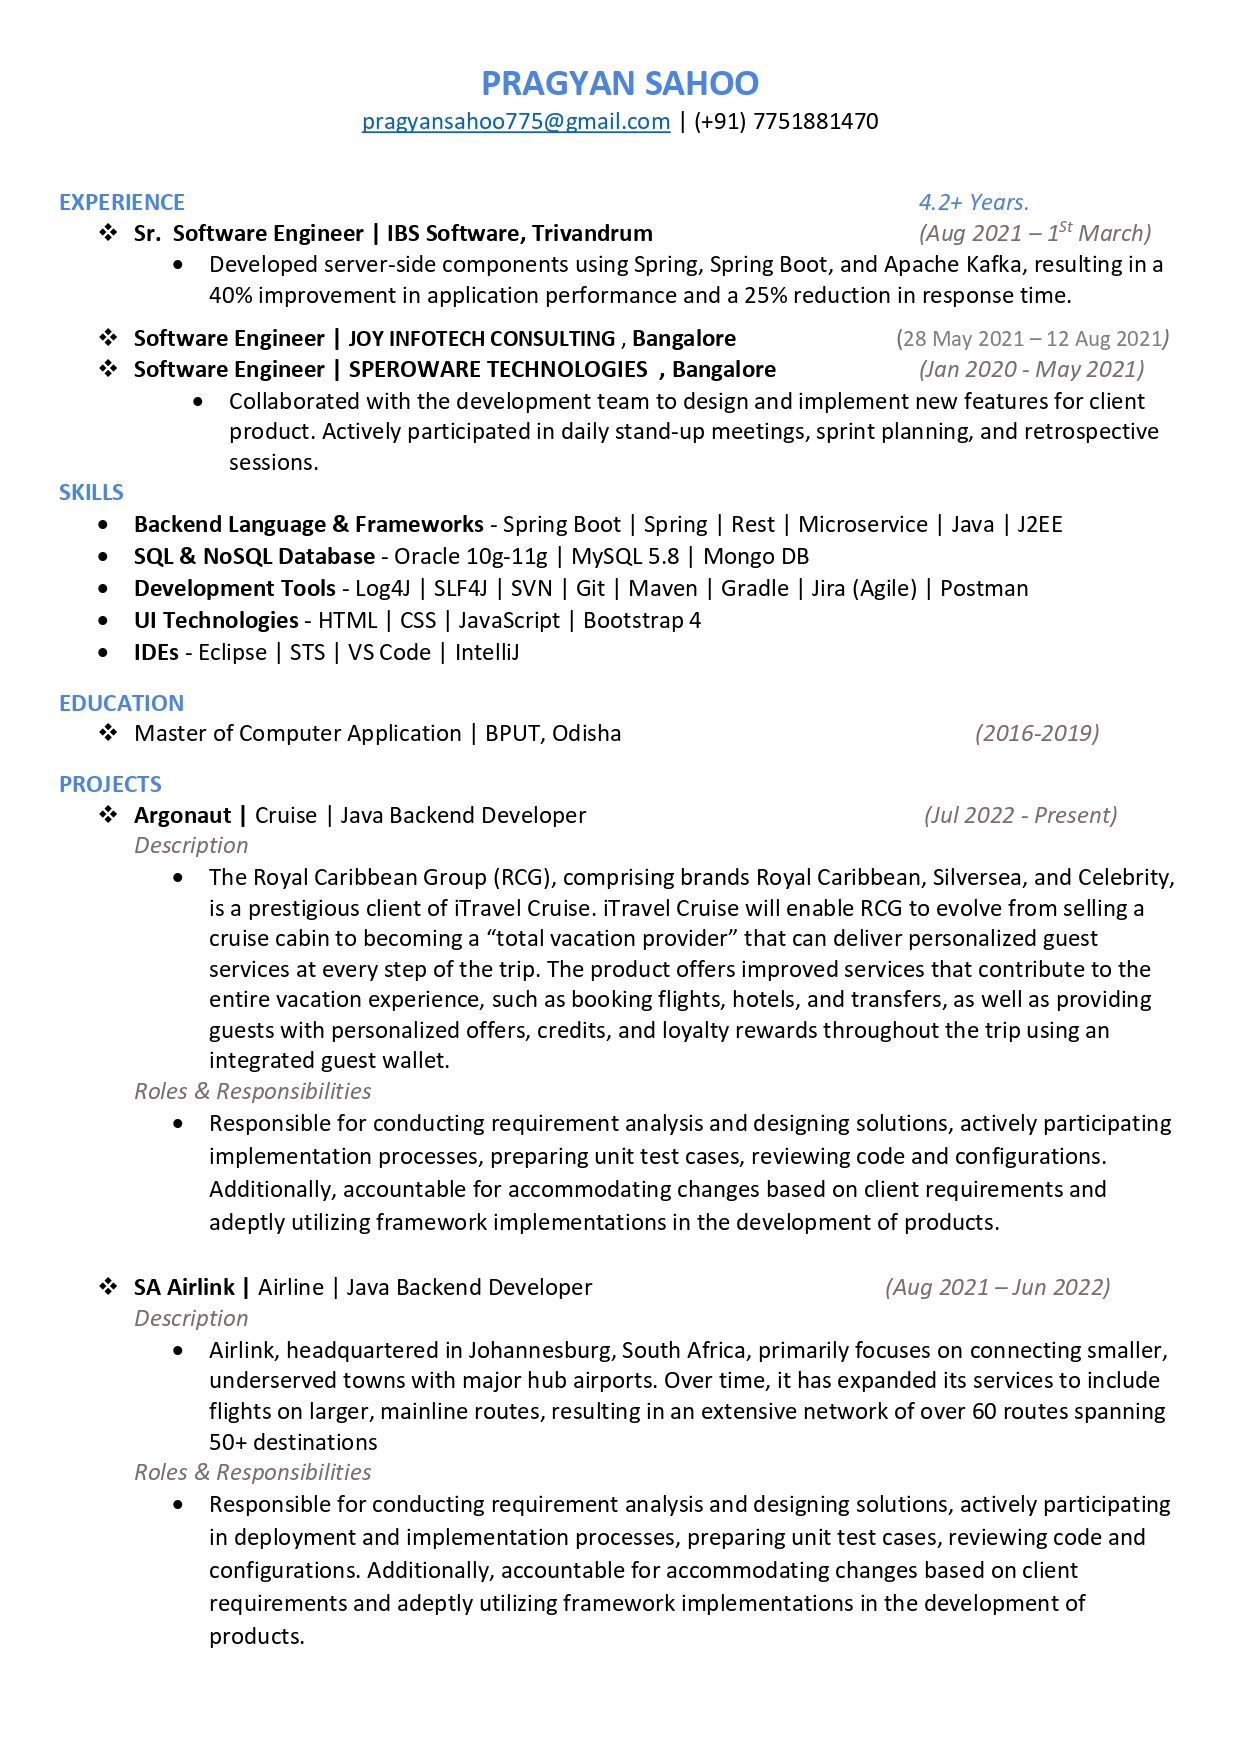 PRAGYAN SAHOO
pragyansahoo775@gmail.com | (+91) 7751881470
EXPERIENCE 4.2+ Years.
❖ Sr. Software Engineer | IBS Software, Trivandrum (Aug 2021 – 1St March)
• Developed server-side components using Spring, Spring Boot, and Apache Kafka, resulting in a
40% improvement in application performance and a 25% reduction in response time.
❖ Software Engineer | JOY INFOTECH CONSULTING , Bangalore (28 May 2021 – 12 Aug 2021)
❖ Software Engineer | SPEROWARE TECHNOLOGIES , Bangalore (Jan 2020 - May 2021)
• Collaborated with the development team to design and implement new features for client
product. Actively participated in daily stand-up meetings, sprint planning, and retrospective
sessions.
SKILLS
• Backend Language & Frameworks - Spring Boot | Spring | Rest | Microservice | Java | J2EE
• SQL & NoSQL Database - Oracle 10g-11g | MySQL 5.8 | Mongo DB
• Development Tools - Log4J | SLF4J | SVN | Git | Maven | Gradle | Jira (Agile) | Postman
• UI Technologies - HTML | CSS | JavaScript | Bootstrap 4
• IDEs - Eclipse | STS | VS Code | IntelliJ
EDUCATION
❖ Master of Computer Application | BPUT, Odisha (2016-2019)
PROJECTS
❖ Argonaut | Cruise | Java Backend Developer (Jul 2022 - Present)
Description
• The Royal Caribbean Group (RCG), comprising brands Royal Caribbean, Silversea, and Celebrity,
is a prestigious client of iTravel Cruise. iTravel Cruise will enable RCG to evolve from selling a
cruise cabin to becoming a “total vacation provider” that can deliver personalized guest
services at every step of the trip. The product offers improved services that contribute to the
entire vacation experience, such as booking flights, hotels, and transfers, as well as providing
guests with personalized offers, credits, and loyalty rewards throughout the trip using an
integrated guest wallet.
Roles & Responsibilities
• Responsible for conducting requirement analysis and designing solutions, actively participating
implementation processes, preparing unit test cases, reviewing code and configurations.
Additionally, accountable for accommodating changes based on client requirements and
adeptly utilizing framework implementations in the development of products.
❖ SA Airlink | Airline | Java Backend Developer (Aug 2021 – Jun 2022)
Description
• Airlink, headquartered in Johannesburg, South Africa, primarily focuses on connecting smaller,
underserved towns with major hub airports. Over time, it has expanded its services to include
flights on larger, mainline routes, resulting in an extensive network of over 60 routes spanning
50+ destinations
Roles & Responsibilities
• Responsible for conducting requirement analysis and designing solutions, actively participating
in deployment and implementation processes, preparing unit test cases, reviewing code and
configurations. Additionally, accountable for accommodating changes based on client
requirements and adeptly utilizing framework implementations in the development of
products.